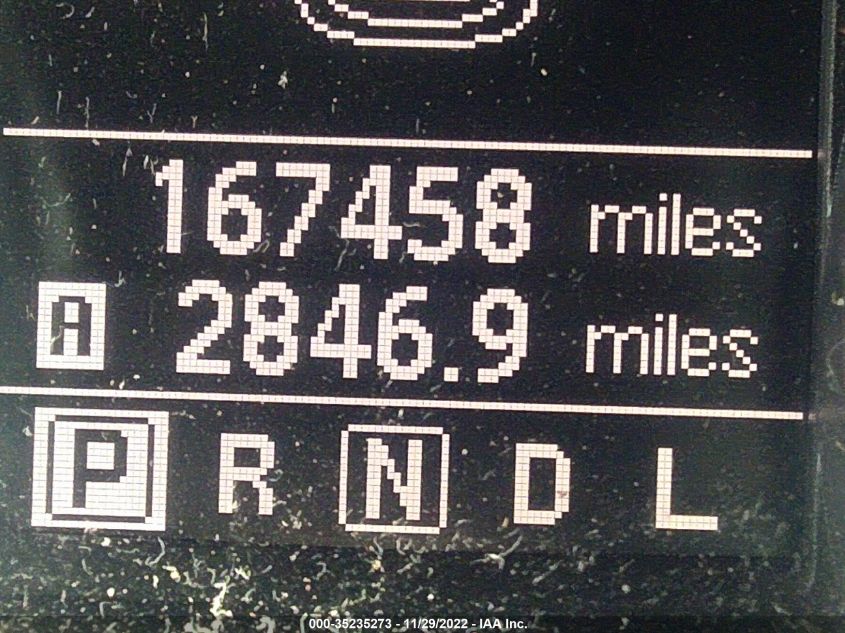 167458 miles
A 2846.9 miles
P R N D L
000-35235273 - 11/29/2022 - IAA Inc.